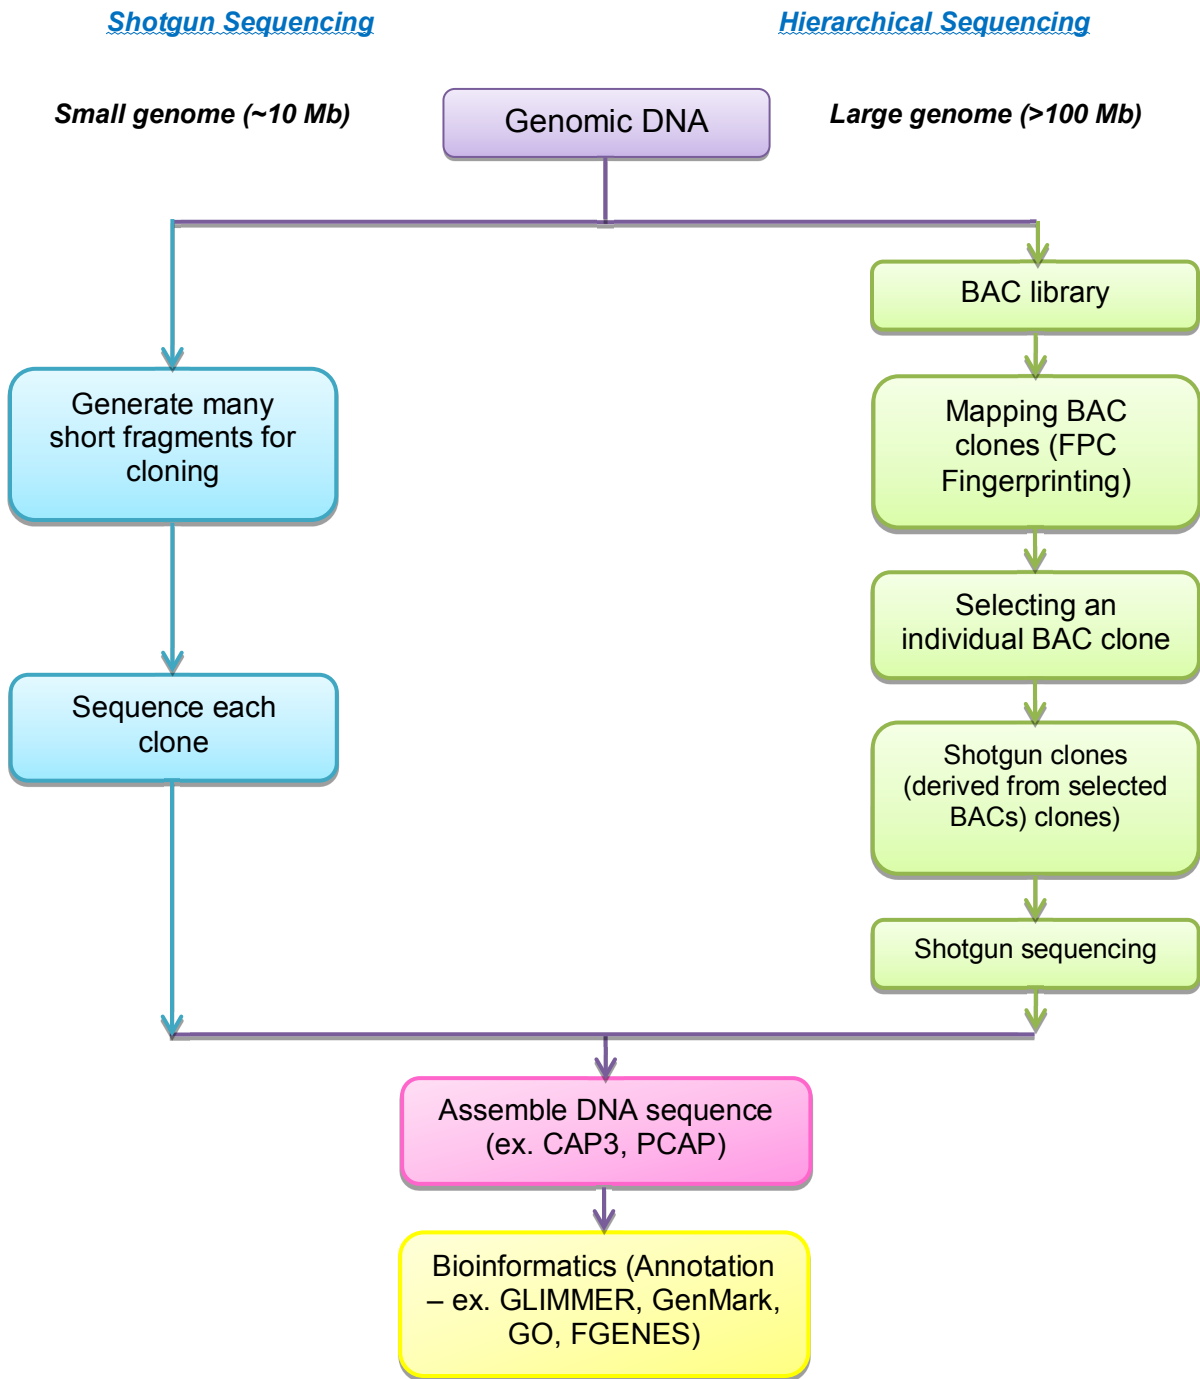 Shotgun Sequencing
Hierarchical Sequencing
Small genome (~10 Mb)
Genomic DNA
Large genome (>100 Mb)
BAC library
Generate many
short fragments for
cloning
Mapping BAC
clones (FPC
Fingerprinting)
Selecting an
individual BAC clone
Sequence each
clone
Shotgun clones
(derived from selected
BACs) clones)
Shotgun sequencing
Assemble DNA sequence
(ex. CAP3, PCAP)
Bioinformatics (Annotation
– ex. GLIMMER, GenMark,
GO, FGENES)